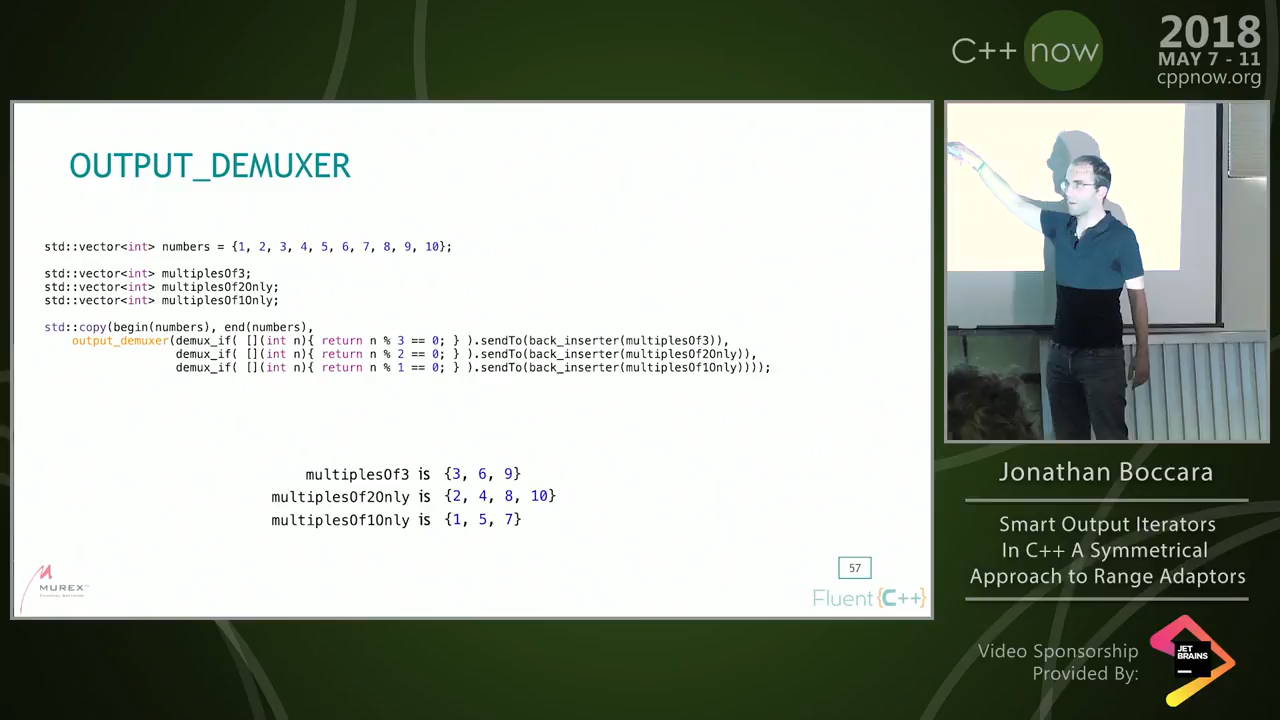 C++ now
2018
MAY 7 - 11
cppnow.org
OUTPUT_DEMUXER
std::vector<int> numbers = {1, 2, 3, 4, 5, 6, 7, 8, 9, 10};
std::vector<int> multiplesOf3;
std::vector<int> multiplesOf2Only;
std::vector<int> multiplesOf1Only;
std::copy(begin(numbers), end(numbers),
output_demuxer(demux_if( [](int n){ return n % 3 == 0; } ).sendTo(back_inserter(multiplesOf3)),
demux_if( [](int n){ return n % 2 == 0; } ).sendTo(back_inserter(multiplesOf2Only)),
demux_if( [](int n){ return n % 1 == 0; } ).sendTo(back_inserter(multiplesOf1Only))));
multiplesOf3 is {3, 6, 9}
multiplesOf2Only is {2, 4, 8, 10}
multiplesOf1Only is {1, 5, 7}
MUREX
57
Fluent{C++}
Jonathan Boccara
Smart Output Iterators
In C++ A Symmetrical
Approach to Range Adaptors
Video Sponsorship
Provided By:
JET
BRAINS